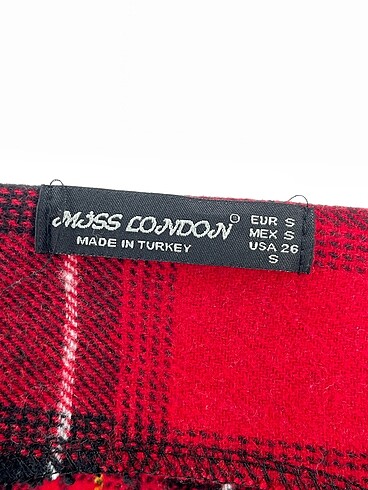 MISS LONDON ®
MADE IN TURKEY
EUR S
MEX S
USA 26
S